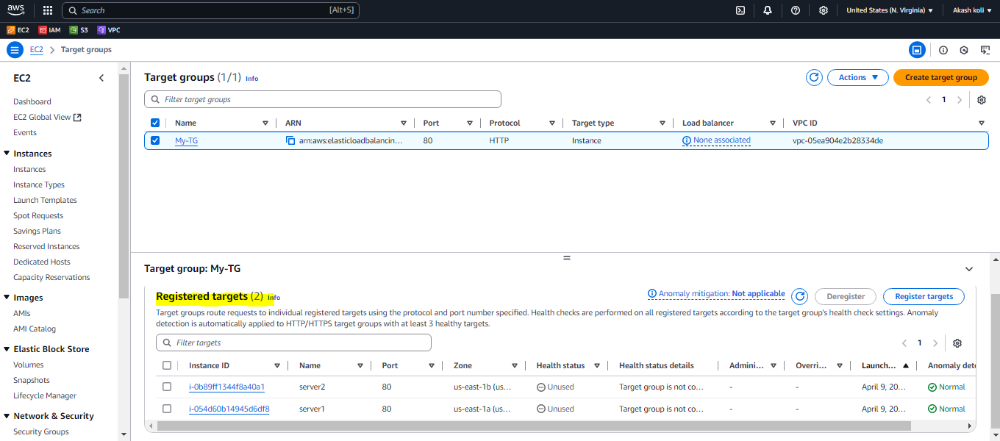 aws Search [Alt+S] United States (N. Virginia) Akash koli
EC2 IAM S3 VPC
EC2 Target groups
EC2
Dashboard
EC2 Global View
Events
Instances
Instances
Instance Types
Launch Templates
Spot Requests
Savings Plans
Reserved Instances
Dedicated Hosts
Capacity Reservations
Images
AMIs
AMI Catalog
Elastic Block Store
Volumes
Snapshots
Lifecycle Manager
Network & Security
Security Groups
Target groups (1/1) Info Actions Create target group
Filter target groups 1
Name ARN Port Protocol Target type Load balancer VPC ID
My-TG arn:aws:elasticloadbalancin... 80 HTTP Instance None associated vpc-05ea904e2b28334de
Target group: My-TG
Registered targets (2) Info Anomaly mitigation: Not applicable Deregister Register targets
Target groups route requests to individual registered targets using the protocol and port number specified. Health checks are performed on all registered targets according to the target group's health check settings. Anomaly
detection is automatically applied to HTTP/HTTPS target groups with at least 3 healthy targets.
Filter targets 1
Instance ID Name Port Zone Health status Health status details Admini... Overri... Launch... Anomaly dete
i-0b89ff1344f8a40a1 server2 80 us-east-1b (us... Unused Target group is not co... - - April 9, 20... Normal
i-054d60b14945d6df8 server1 80 us-east-1a (us... Unused Target group is not co... - - April 9, 20... Normal